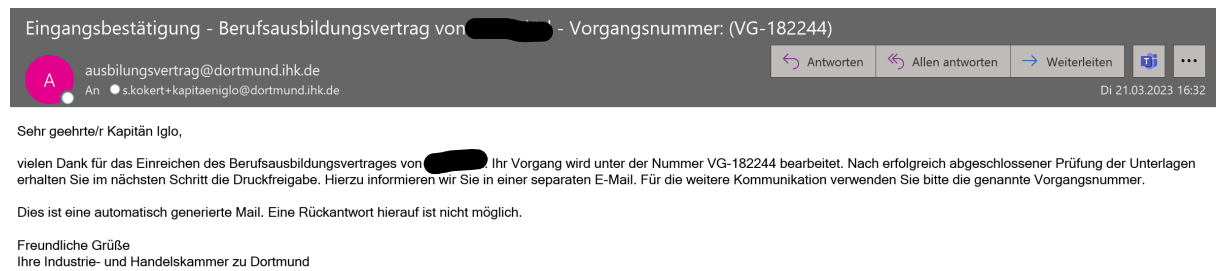 Eingangsbestätigung - Berufsausbildungsvertrag von - Vorgangsnummer: (VG-182244)
Antworten Allen antworten Weiterleiten
A
ausbilungsvertrag@dortmund.ihk.de
An s.kokert+kapitaeniglo@dortmund.ihk.de
Di 21.03.2023 16:32
Sehr geehrte/r Kapitän Iglo,
vielen Dank für das Einreichen des Berufsausbildungsvertrages von . Ihr Vorgang wird unter der Nummer VG-182244 bearbeitet. Nach erfolgreich abgeschlossener Prüfung der Unterlagen
erhalten Sie im nächsten Schritt die Druckfreigabe. Hierzu informieren wir Sie in einer separaten E-Mail. Für die weitere Kommunikation verwenden Sie bitte die genannte Vorgangsnummer.
Dies ist eine automatisch generierte Mail. Eine Rückantwort hierauf ist nicht möglich.
Freundliche Grüße
Ihre Industrie- und Handelskammer zu Dortmund